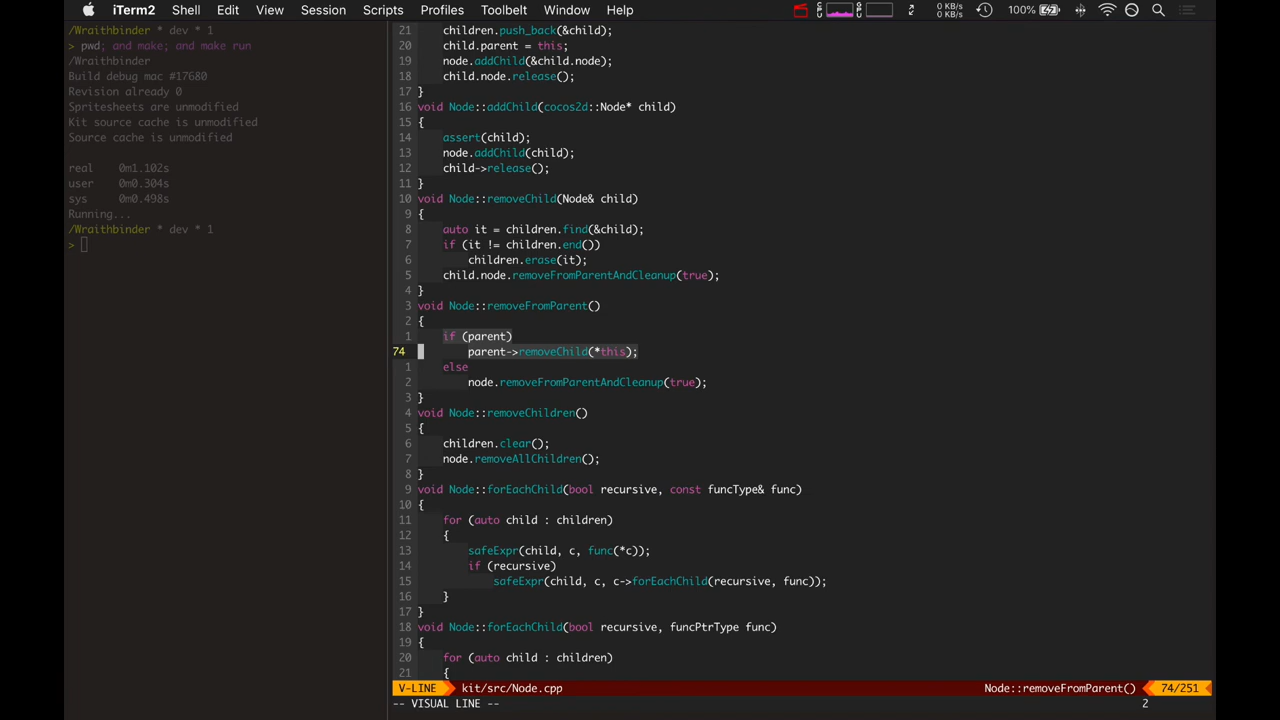 iTerm2 Shell Edit View Session Scripts Profiles Toolbelt Window Help 0 KB/s 0 KB/s 100%
/Wraithbinder * dev * 1
> pwd; and make; and make run
/Wraithbinder
Build debug mac #17680
Revision already 0
Spritesheets are unmodified
Kit source cache is unmodified
Source cache is unmodified
real 0m1.102s
user 0m0.304s
sys 0m0.498s
Running...
/Wraithbinder * dev * 1
>
21 children.push_back(&child);
20 child.parent = this;
19 node.addChild(&child.node);
18 child.node.release();
17 }
16 void Node::addChild(cocos2d::Node* child)
15 {
14 assert(child);
13 node.addChild(child);
12 child->release();
11 }
10 void Node::removeChild(Node& child)
9 {
8 auto it = children.find(&child);
7 if (it != children.end())
6 children.erase(it);
5 child.node.removeFromParentAndCleanup(true);
4 }
3 void Node::removeFromParent()
2 {
1 if (parent)
74 parent->removeChild(*this);
1 else
2 node.removeFromParentAndCleanup(true);
3 }
4 void Node::removeChildren()
5 {
6 children.clear();
7 node.removeAllChildren();
8 }
9 void Node::forEachChild(bool recursive, const funcType& func)
10 {
11 for (auto child : children)
12 {
13 safeExpr(child, c, func(*c));
14 if (recursive)
15 safeExpr(child, c, c->forEachChild(recursive, func));
16 }
17 }
18 void Node::forEachChild(bool recursive, funcPtrType func)
19 {
20 for (auto child : children)
21 {
V-LINE kit/src/Node.cpp Node::removeFromParent() 74/251
-- VISUAL LINE -- 2